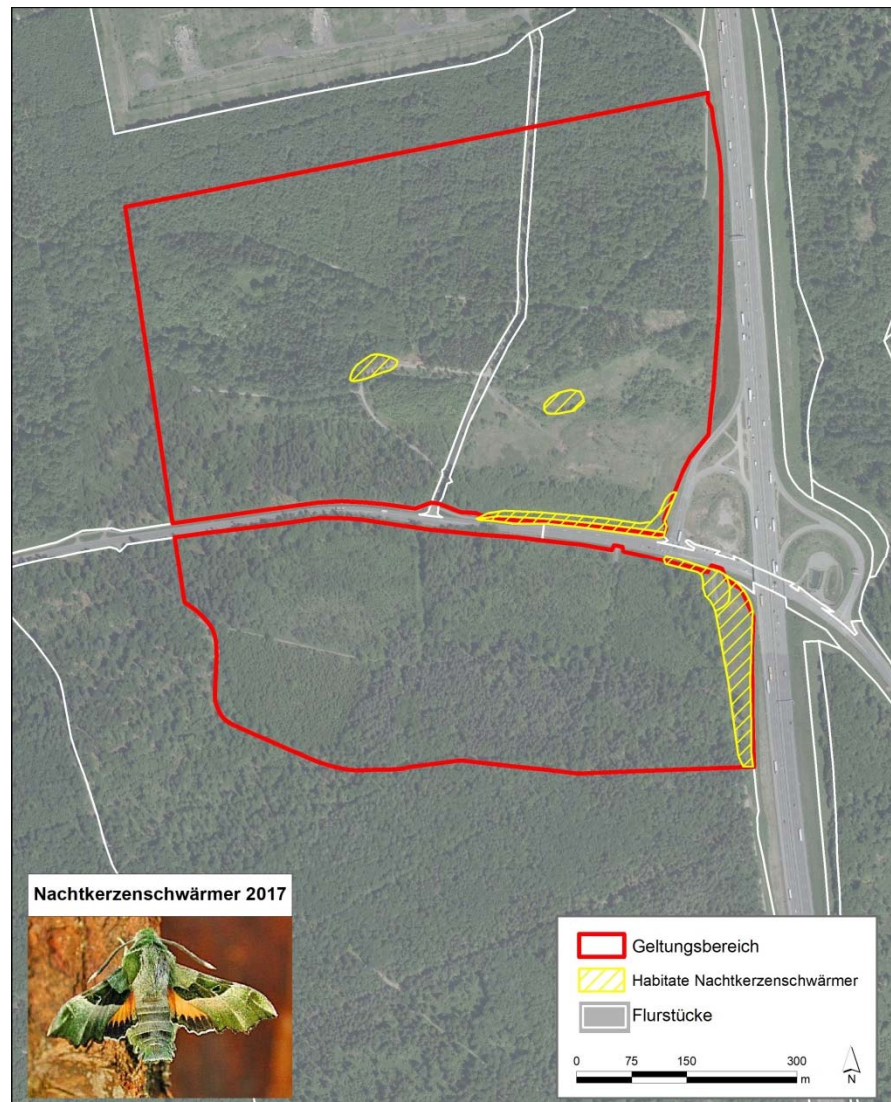 Nachtkerzenschwärmer 2017
Geltungsbereich
Habitate Nachtkerzenschwärmer
Flurstücke
0 75 150 300
m
N